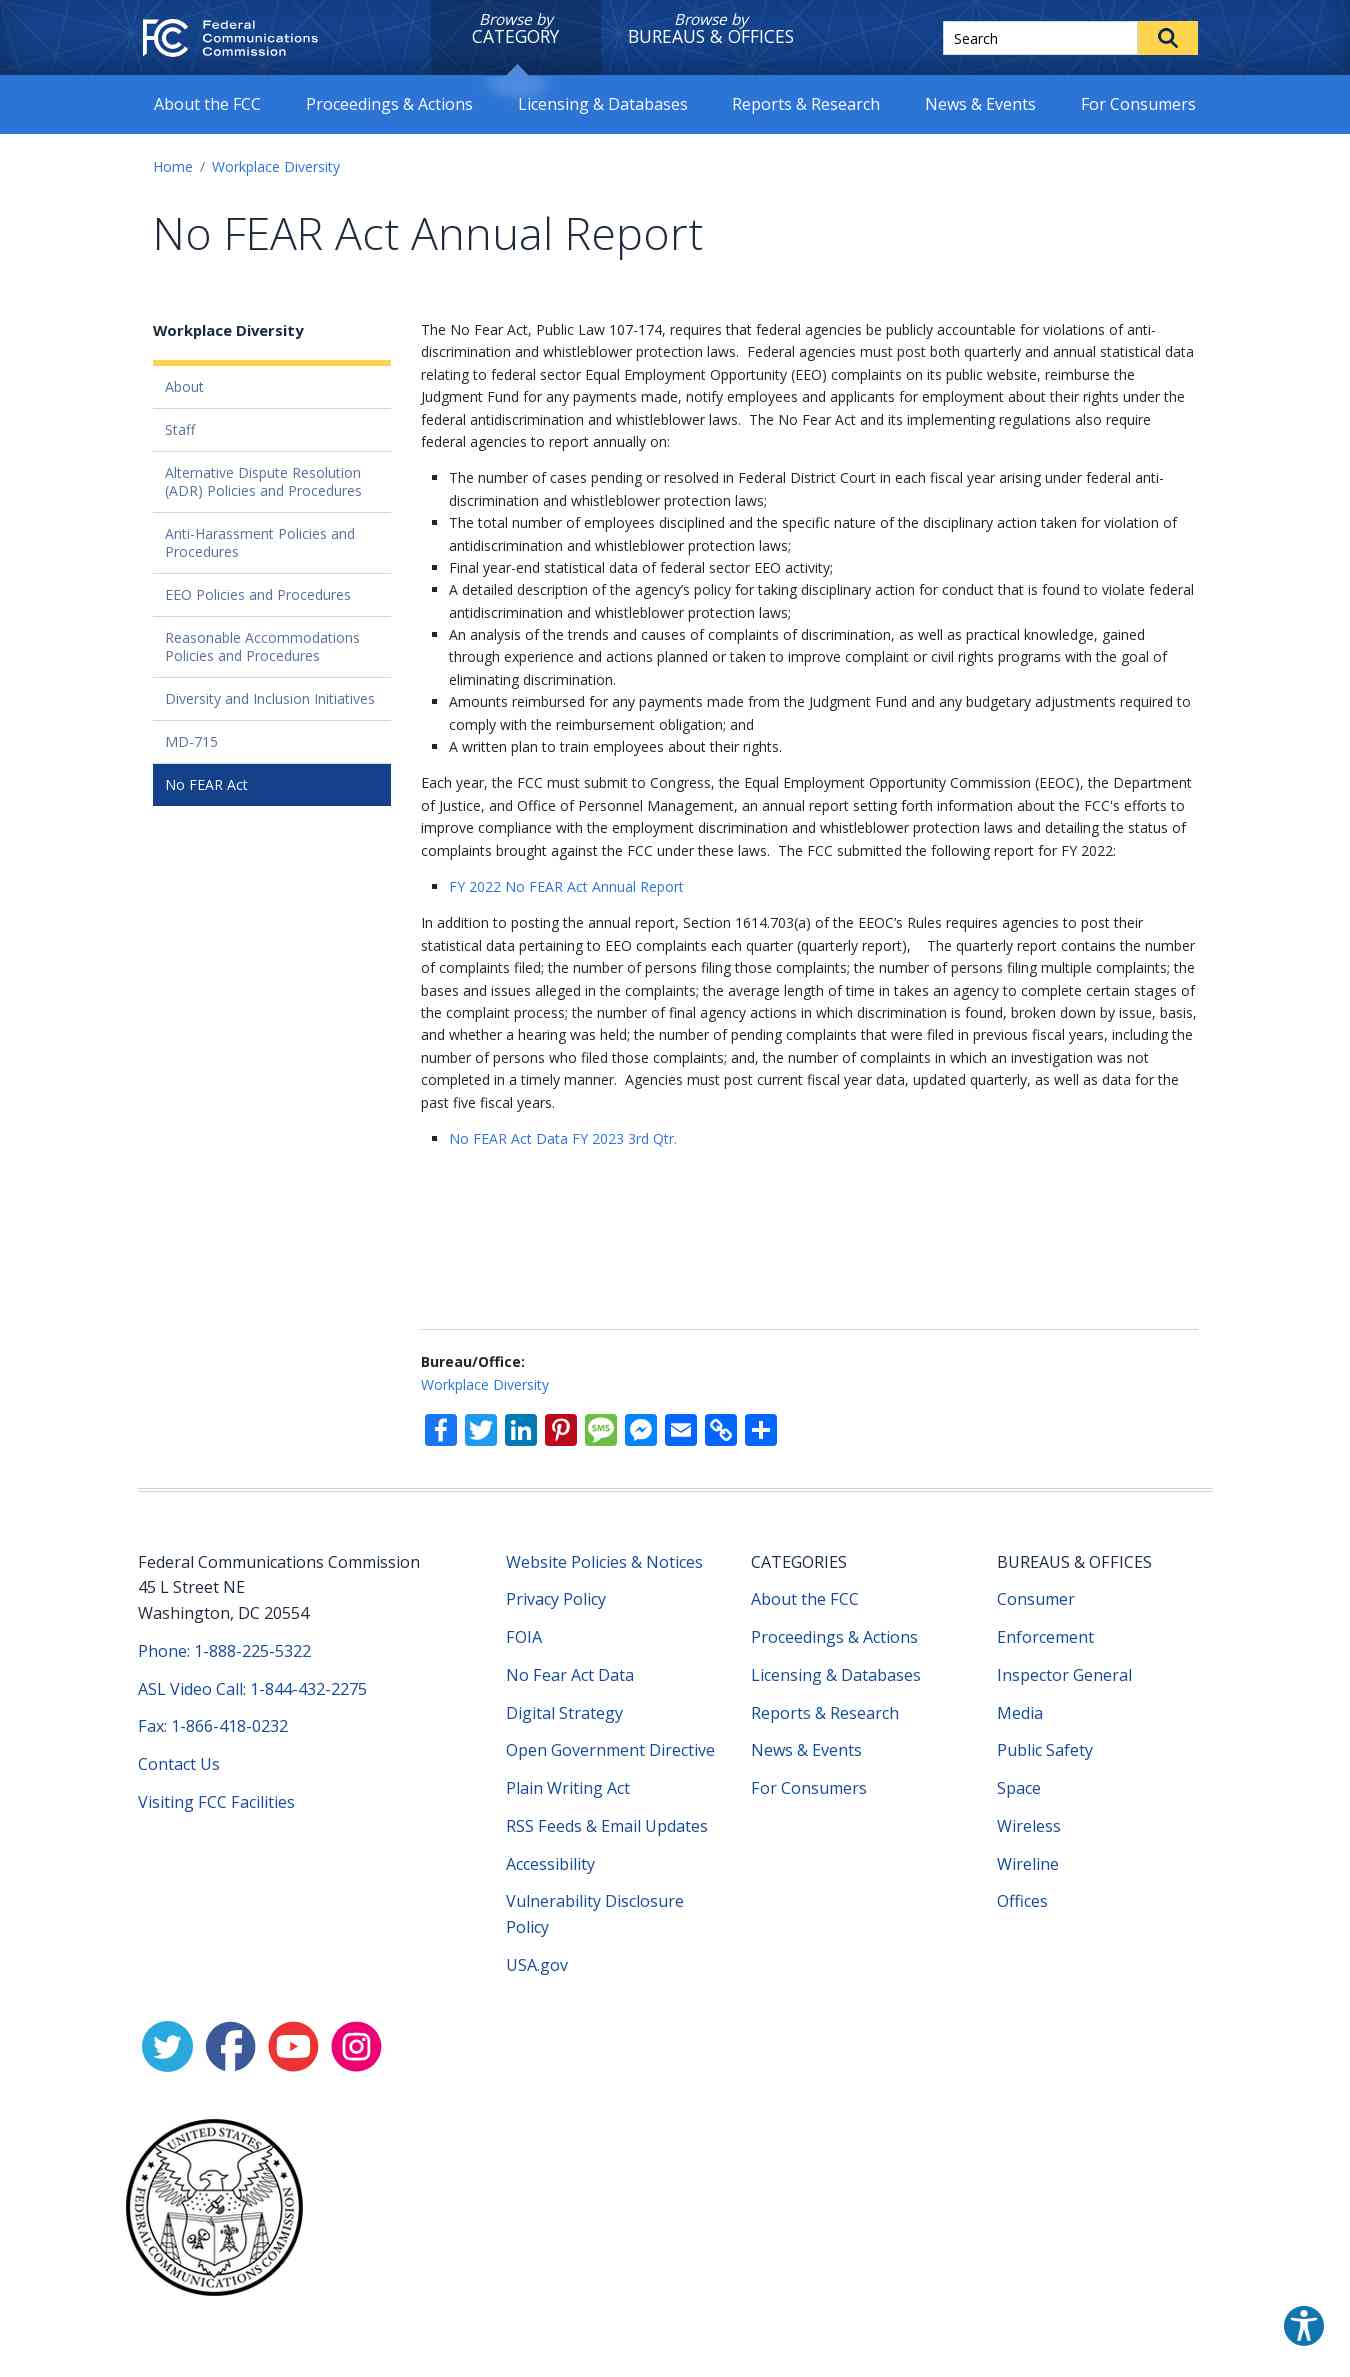 Federal
Communications
Commission
Browse by
CATEGORY
Browse by
BUREAUS & OFFICES
Search
About the FCC
Proceedings & Actions
Licensing & Databases
Reports & Research
News & Events
For Consumers
Home / Workplace Diversity
No FEAR Act Annual Report
Workplace Diversity
About
Staff
Alternative Dispute Resolution
(ADR) Policies and Procedures
Anti-Harassment Policies and
Procedures
EEO Policies and Procedures
Reasonable Accommodations
Policies and Procedures
Diversity and Inclusion Initiatives
MD-715
No FEAR Act
The No Fear Act, Public Law 107-174, requires that federal agencies be publicly accountable for violations of anti-
discrimination and whistleblower protection laws.  Federal agencies must post both quarterly and annual statistical data
relating to federal sector Equal Employment Opportunity (EEO) complaints on its public website, reimburse the
Judgment Fund for any payments made, notify employees and applicants for employment about their rights under the
federal antidiscrimination and whistleblower laws.  The No Fear Act and its implementing regulations also require
federal agencies to report annually on:
The number of cases pending or resolved in Federal District Court in each fiscal year arising under federal anti-
discrimination and whistleblower protection laws;
The total number of employees disciplined and the specific nature of the disciplinary action taken for violation of
antidiscrimination and whistleblower protection laws;
Final year-end statistical data of federal sector EEO activity;
A detailed description of the agency’s policy for taking disciplinary action for conduct that is found to violate federal
antidiscrimination and whistleblower protection laws;
An analysis of the trends and causes of complaints of discrimination, as well as practical knowledge, gained
through experience and actions planned or taken to improve complaint or civil rights programs with the goal of
eliminating discrimination.
Amounts reimbursed for any payments made from the Judgment Fund and any budgetary adjustments required to
comply with the reimbursement obligation; and
A written plan to train employees about their rights.
Each year, the FCC must submit to Congress, the Equal Employment Opportunity Commission (EEOC), the Department
of Justice, and Office of Personnel Management, an annual report setting forth information about the FCC's efforts to
improve compliance with the employment discrimination and whistleblower protection laws and detailing the status of
complaints brought against the FCC under these laws.  The FCC submitted the following report for FY 2022:
FY 2022 No FEAR Act Annual Report
In addition to posting the annual report, Section 1614.703(a) of the EEOC’s Rules requires agencies to post their
statistical data pertaining to EEO complaints each quarter (quarterly report),    The quarterly report contains the number
of complaints filed; the number of persons filing those complaints; the number of persons filing multiple complaints; the
bases and issues alleged in the complaints; the average length of time in takes an agency to complete certain stages of
the complaint process; the number of final agency actions in which discrimination is found, broken down by issue, basis,
and whether a hearing was held; the number of pending complaints that were filed in previous fiscal years, including the
number of persons who filed those complaints; and, the number of complaints in which an investigation was not
completed in a timely manner.  Agencies must post current fiscal year data, updated quarterly, as well as data for the
past five fiscal years.
No FEAR Act Data FY 2023 3rd Qtr.
Bureau/Office:
Workplace Diversity
SMS
Federal Communications Commission
45 L Street NE
Washington, DC 20554
Phone: 1-888-225-5322
ASL Video Call: 1-844-432-2275
Fax: 1-866-418-0232
Contact Us
Visiting FCC Facilities
Website Policies & Notices
Privacy Policy
FOIA
No Fear Act Data
Digital Strategy
Open Government Directive
Plain Writing Act
RSS Feeds & Email Updates
Accessibility
Vulnerability Disclosure
Policy
USA.gov
CATEGORIES
About the FCC
Proceedings & Actions
Licensing & Databases
Reports & Research
News & Events
For Consumers
BUREAUS & OFFICES
Consumer
Enforcement
Inspector General
Media
Public Safety
Space
Wireless
Wireline
Offices
UNITED STATES
FEDERAL COMMUNICATIONS COMMISSION